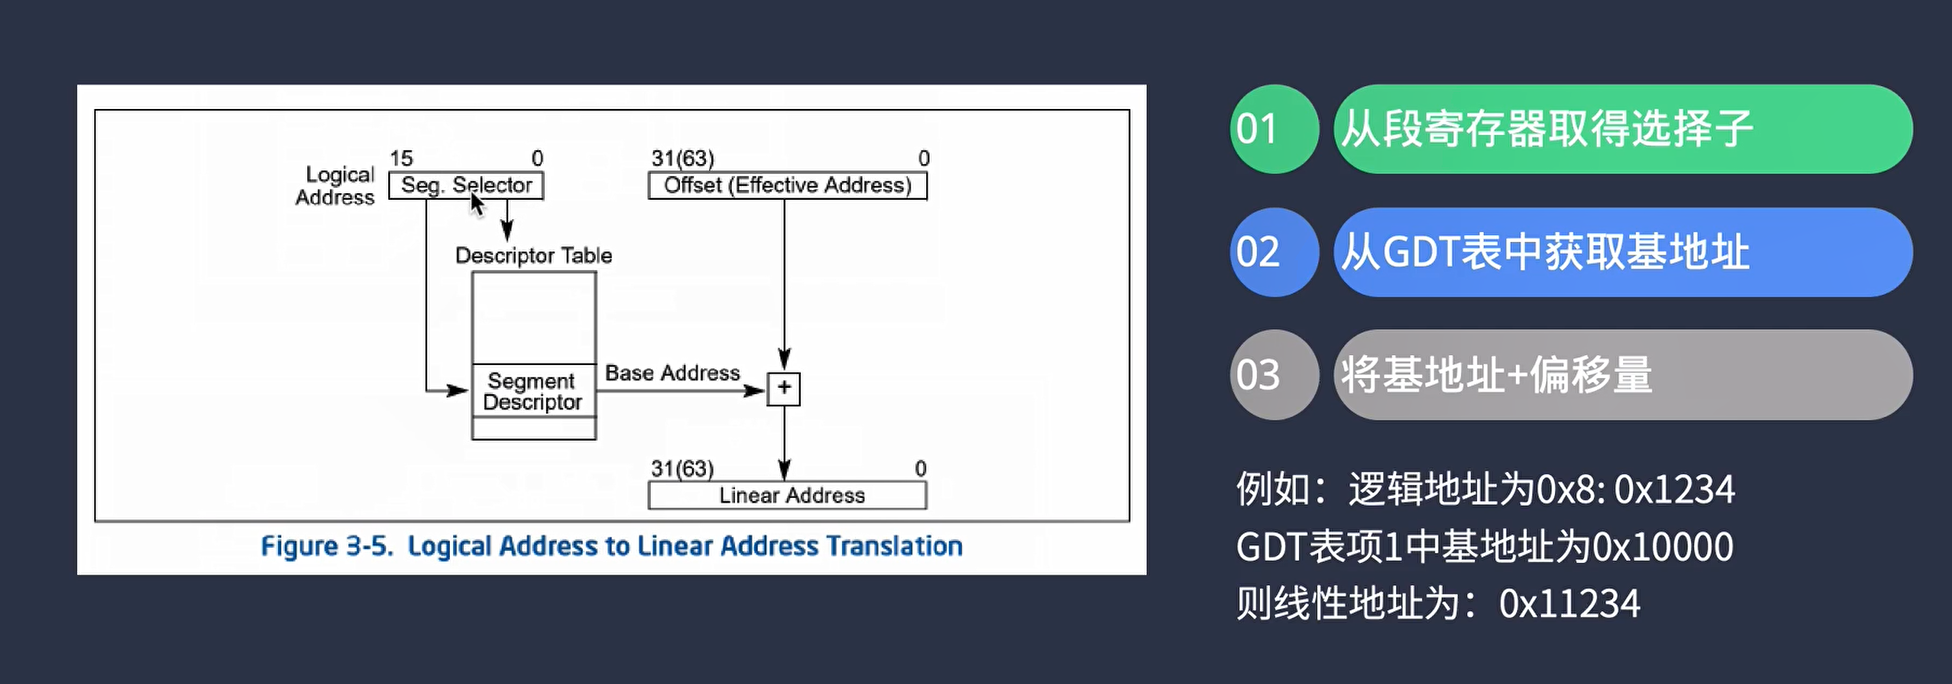 15 0
Logical
Address
Seg. Selector
31(63) 0
Offset (Effective Address)
Descriptor Table
Segment
Descriptor
Base Address
+
31(63) 0
Linear Address
Figure 3-5. Logical Address to Linear Address Translation
01 从段寄存器取得选择子
02 从GDT表中获取基地址
03 将基地址+偏移量
例如：逻辑地址为0x8: 0x1234
GDT表项1中基地址为0x10000
则线性地址为：0x11234